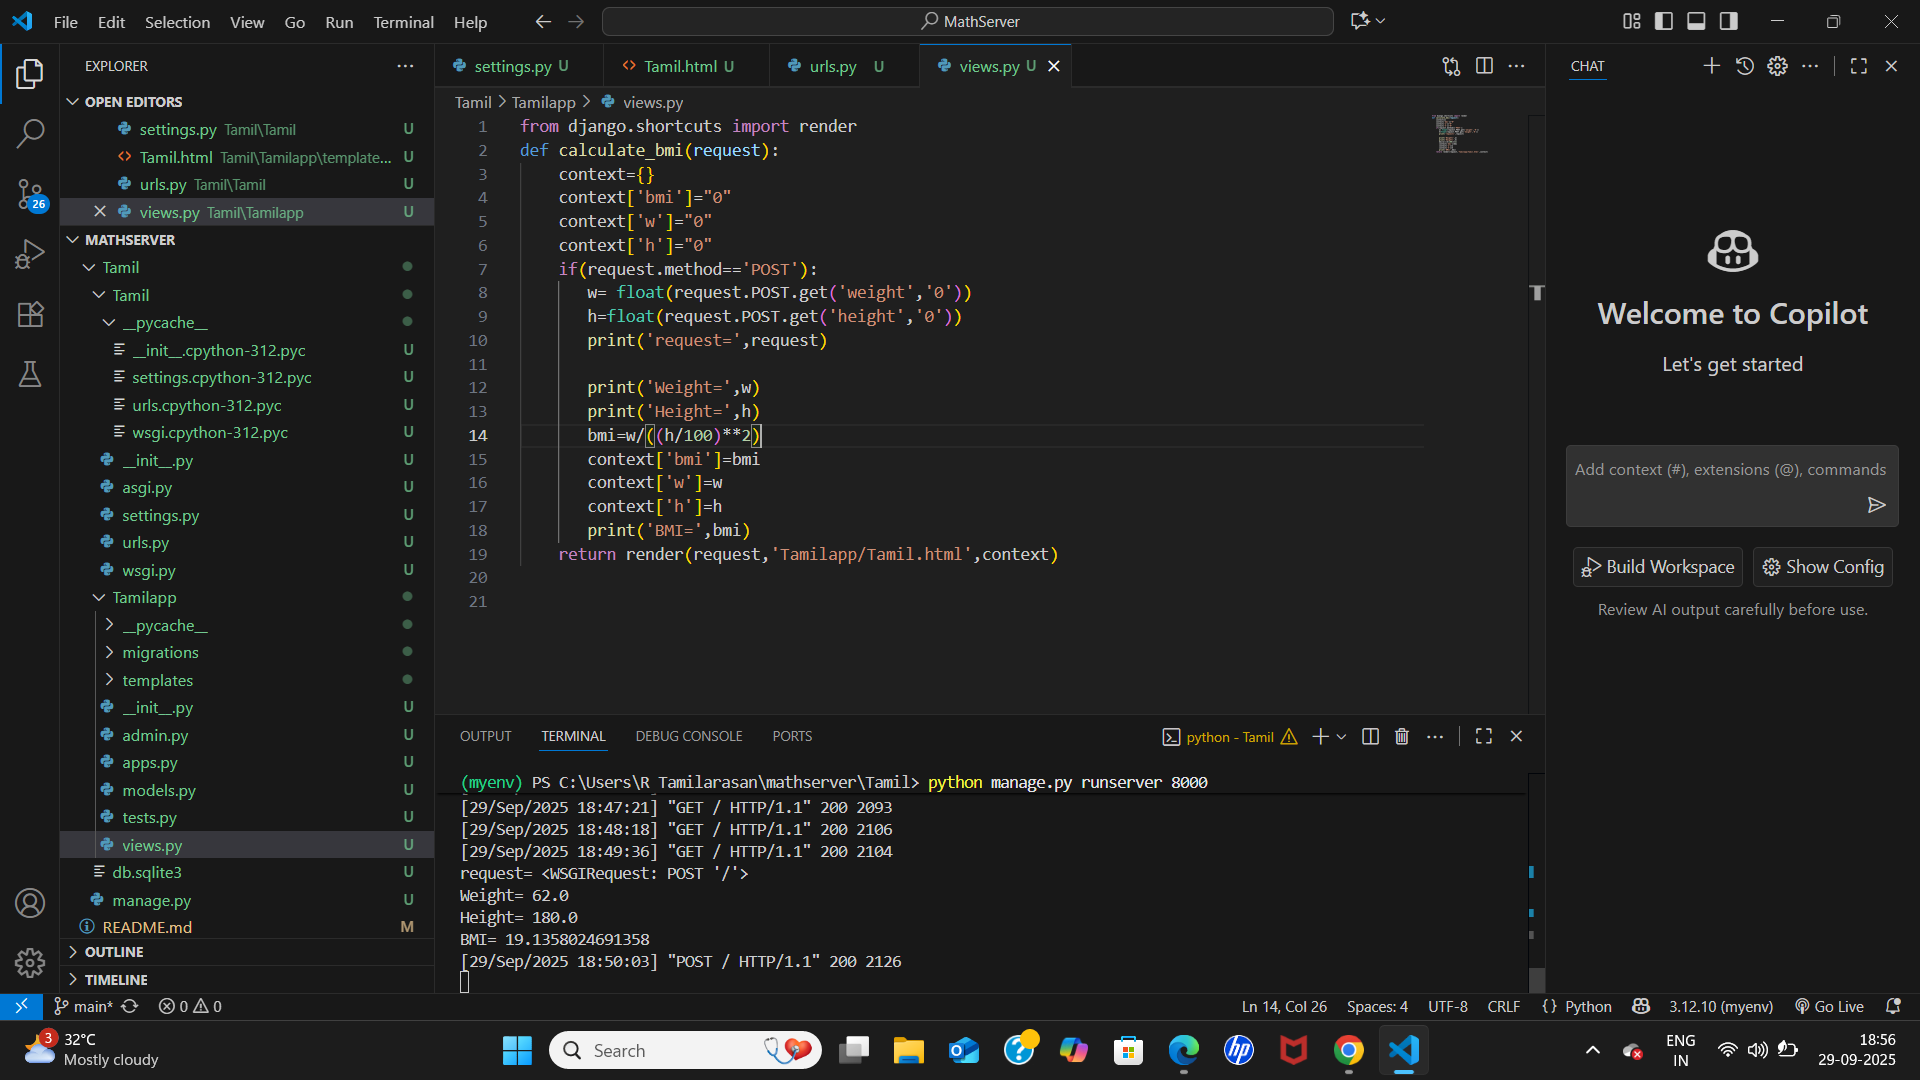 File Edit Selection View Go Run Terminal Help
MathServer
EXPLORER
OPEN EDITORS
settings.py Tamil\Tamil U
Tamil.html Tamil\Tamilapp\template... U
urls.py Tamil\Tamil U
views.py Tamil\Tamilapp U
MATHSERVER
Tamil
Tamil
__pycache__
__init__.cpython-312.pyc U
settings.cpython-312.pyc U
urls.cpython-312.pyc U
wsgi.cpython-312.pyc U
__init__.py U
asgi.py U
settings.py U
urls.py U
wsgi.py U
Tamilapp
__pycache__
migrations
templates
__init__.py U
admin.py U
apps.py U
models.py U
tests.py U
views.py U
db.sqlite3 U
manage.py U
README.md M
OUTLINE
TIMELINE
26
settings.py U Tamil.html U urls.py U views.py U
Tamil > Tamilapp > views.py
1 from django.shortcuts import render
2 def calculate_bmi(request):
3 context={}
4 context['bmi']="0"
5 context['w']="0"
6 context['h']="0"
7 if(request.method=='POST'):
8 w= float(request.POST.get('weight','0'))
9 h=float(request.POST.get('height','0'))
10 print('request=',request)
11
12 print('Weight=',w)
13 print('Height=',h)
14 bmi=w/((h/100)**2)
15 context['bmi']=bmi
16 context['w']=w
17 context['h']=h
18 print('BMI=',bmi)
19 return render(request,'Tamilapp/Tamil.html',context)
20
21
OUTPUT TERMINAL DEBUG CONSOLE PORTS
python - Tamil
(myenv) PS C:\Users\R Tamilarasan\mathserver\Tamil> python manage.py runserver 8000
[29/Sep/2025 18:47:21] "GET / HTTP/1.1" 200 2093
[29/Sep/2025 18:48:18] "GET / HTTP/1.1" 200 2106
[29/Sep/2025 18:49:36] "GET / HTTP/1.1" 200 2104
request= <WSGIRequest: POST '/'>
Weight= 62.0
Height= 180.0
BMI= 19.1358024691358
[29/Sep/2025 18:50:03] "POST / HTTP/1.1" 200 2126
CHAT
Welcome to Copilot
Let's get started
Add context (#), extensions (@), commands
Build Workspace Show Config
Review AI output carefully before use.
main* 0 0
Ln 14, Col 26 Spaces: 4 UTF-8 CRLF {} Python 3.12.10 (myenv) Go Live
3
32°C
Mostly cloudy
Search
hp
ENG
IN
18:56
29-09-2025